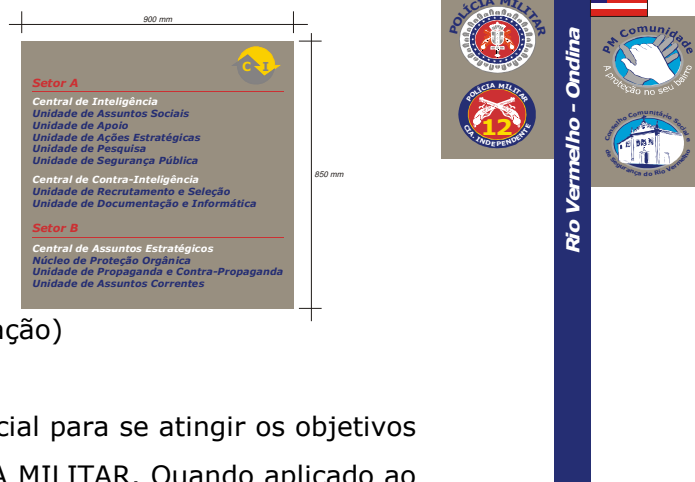 900 mm
C I
Setor A
Central de Inteligência
Unidade de Assuntos Sociais
Unidade de Apoio
Unidade de Ações Estratégicas
Unidade de Pesquisa
Unidade de Segurança Pública
Central de Contra-Inteligência
Unidade de Recrutamento e Seleção
Unidade de Documentação e Informática
Setor B
Central de Assuntos Estratégicos
Núcleo de Proteção Orgânica
Unidade de Propaganda e Contra-Propaganda
Unidade de Assuntos Correntes
850 mm
POLÍCIA MILITAR
POLÍCIA MILITAR
12
CIA. INDEPENDENTE
Rio Vermelho - Ondina
PM Comunidade
A proteção no seu bairro
Conselho Comunitário Social e
de Segurança do Rio Vermelho
ação)
cial para se atingir os objetivos
A MILITAR. Quando aplicado ao